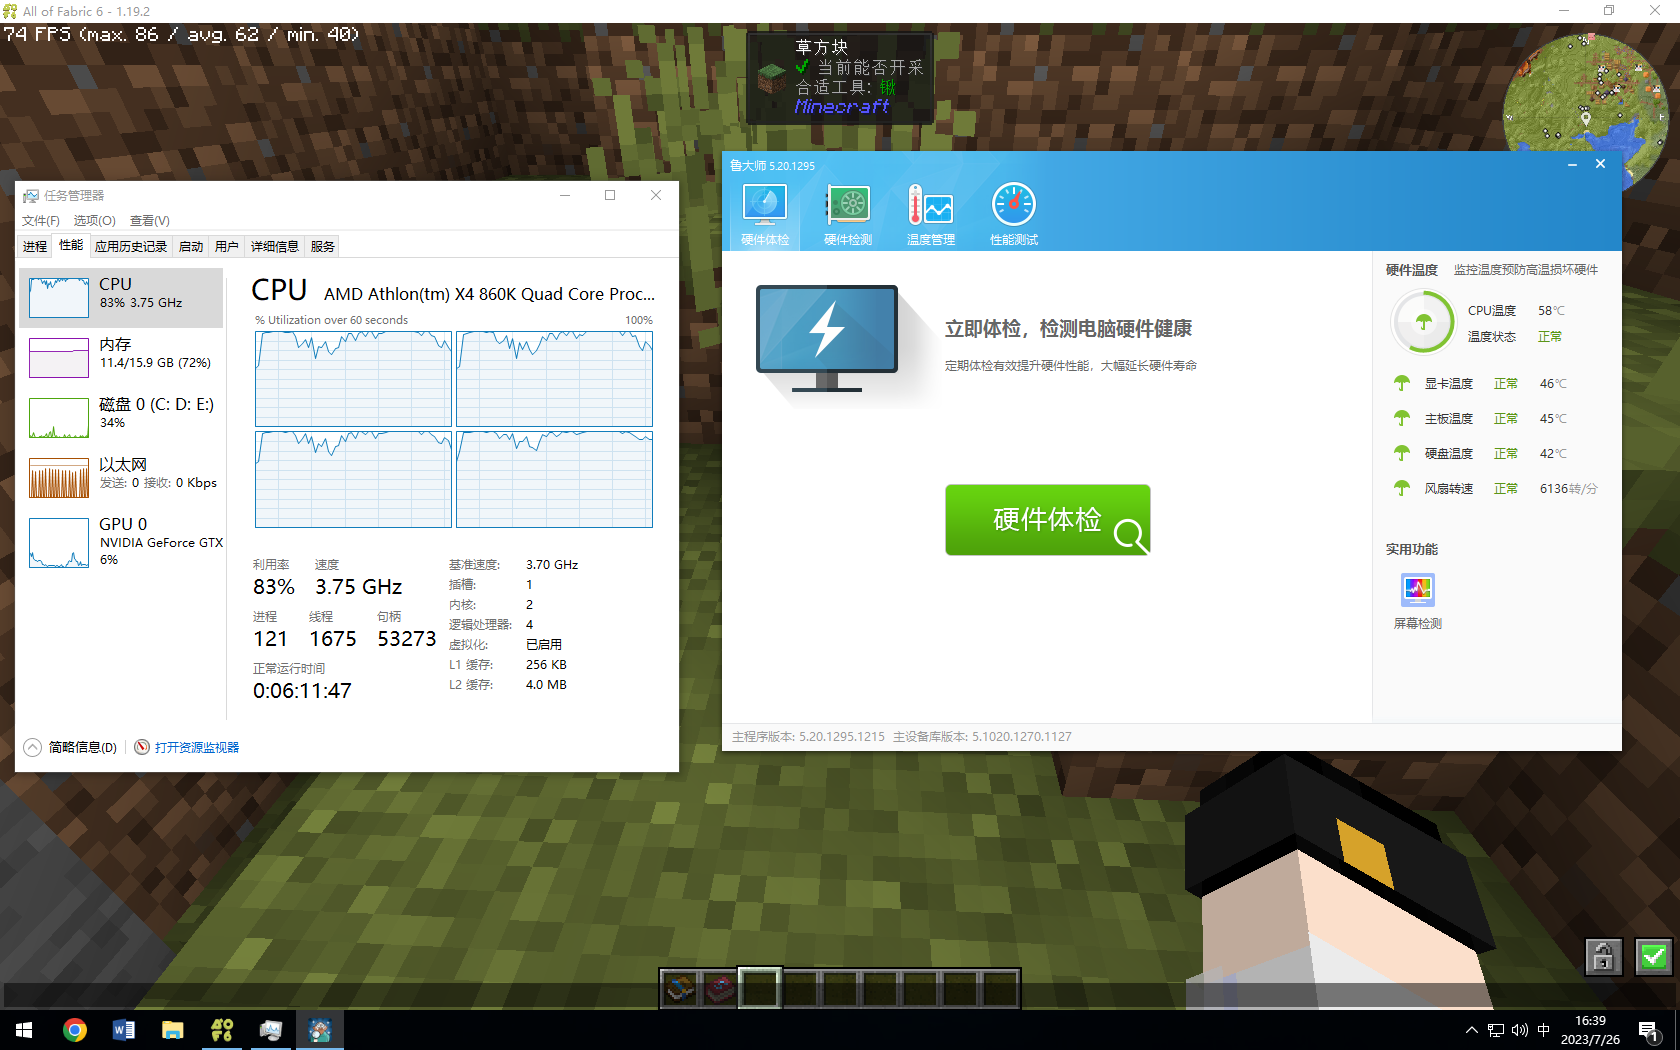 All of Fabric 6 - 1.19.2
74 FPS (max. 86 / avg. 62 / min. 40)
草方块
✔ 当前能否开采
合适工具: 锹
Minecraft
任务管理器
文件(F) 选项(O) 查看(V)
进程 性能 应用历史记录 启动 用户 详细信息 服务
CPU
83% 3.75 GHz
内存
11.4/15.9 GB (72%)
磁盘 0 (C: D: E:)
34%
以太网
发送: 0 接收: 0 Kbps
GPU 0
NVIDIA GeForce GTX
6%
CPU AMD Athlon(tm) X4 860K Quad Core Proc...
% Utilization over 60 seconds 100%
利用率 速度
83% 3.75 GHz
进程 线程 句柄
121 1675 53273
正常运行时间
0:06:11:47
基准速度: 3.70 GHz
插槽: 1
内核: 2
逻辑处理器: 4
虚拟化: 已启用
L1 缓存: 256 KB
L2 缓存: 4.0 MB
简略信息(D) 打开资源监视器
鲁大师 5.20.1295
硬件体检 硬件检测 温度管理 性能测试
立即体检，检测电脑硬件健康
定期体检有效提升硬件性能，大幅延长硬件寿命
硬件体检
硬件温度 监控温度预防高温损坏硬件
CPU温度 58℃
温度状态 正常
显卡温度 正常 46℃
主板温度 正常 45℃
硬盘温度 正常 42℃
风扇转速 正常 6136转/分
实用功能
屏幕检测
主程序版本: 5.20.1295.1215 主设备库版本: 5.1020.1270.1127
中
16:39
2023/7/26
1